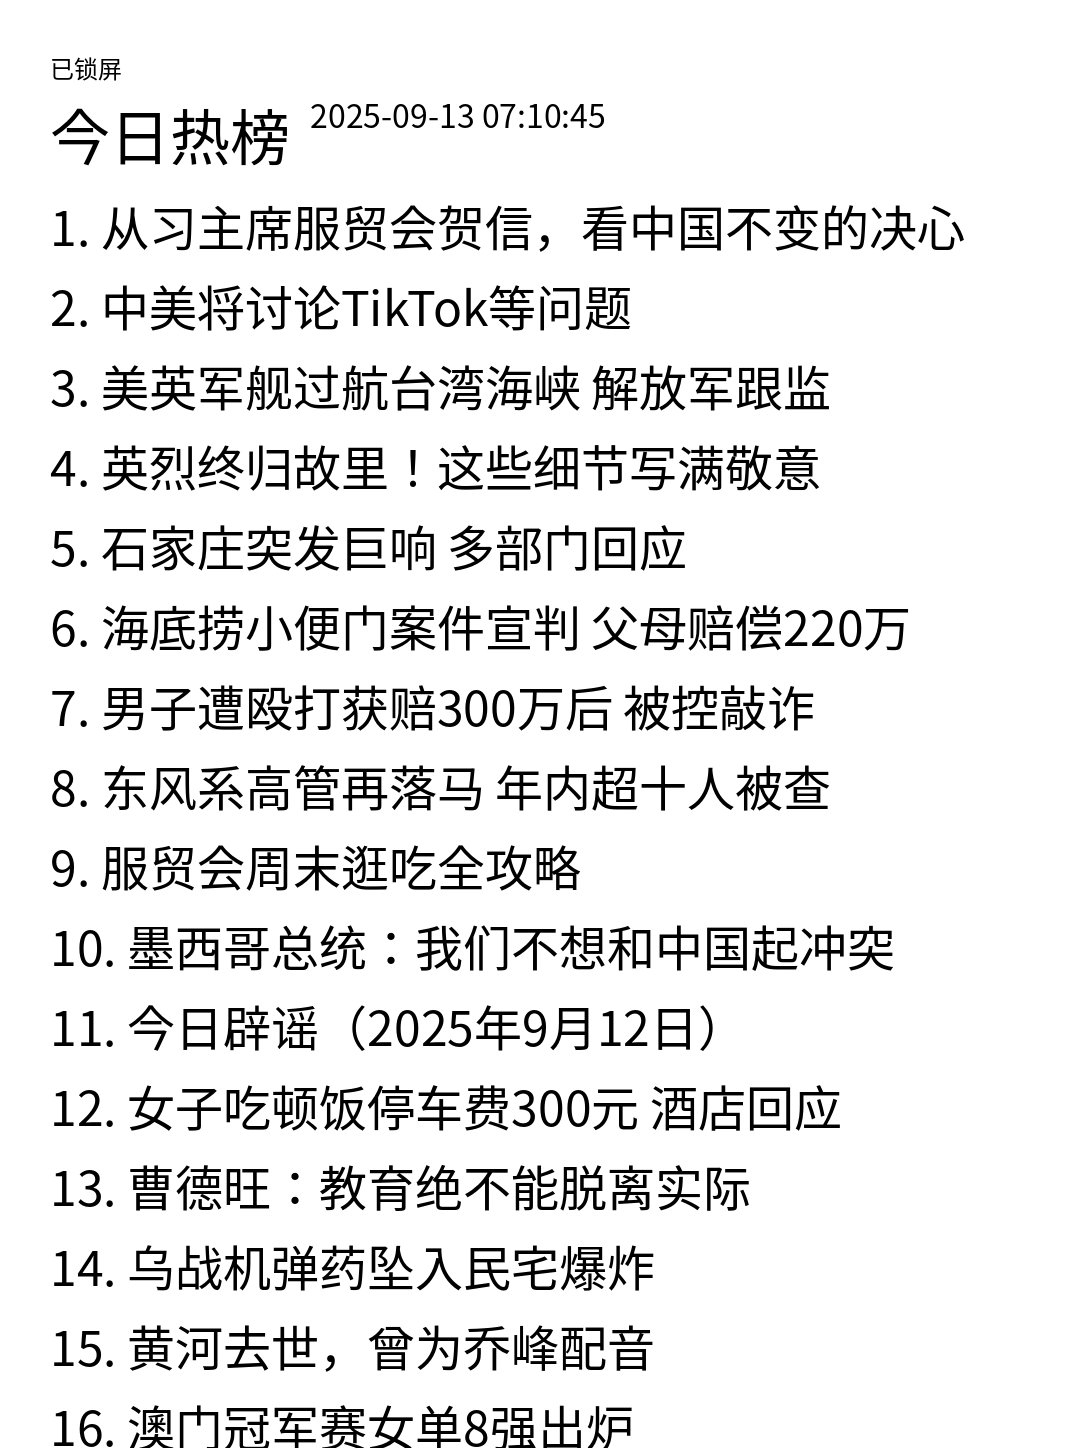 已锁屏
今日热榜 2025-09-13 07:10:45
1. 从习主席服贸会贺信，看中国不变的决心
2. 中美将讨论TikTok等问题
3. 美英军舰过航台湾海峡 解放军跟监
4. 英烈终归故里！这些细节写满敬意
5. 石家庄突发巨响 多部门回应
6. 海底捞小便门案件宣判 父母赔偿220万
7. 男子遭殴打获赔300万后 被控敲诈
8. 东风系高管再落马 年内超十人被查
9. 服贸会周末逛吃全攻略
10. 墨西哥总统：我们不想和中国起冲突
11. 今日辟谣（2025年9月12日）
12. 女子吃顿饭停车费300元 酒店回应
13. 曹德旺：教育绝不能脱离实际
14. 乌战机弹药坠入民宅爆炸
15. 黄河去世，曾为乔峰配音
16. 澳门冠军赛女单8强出炉